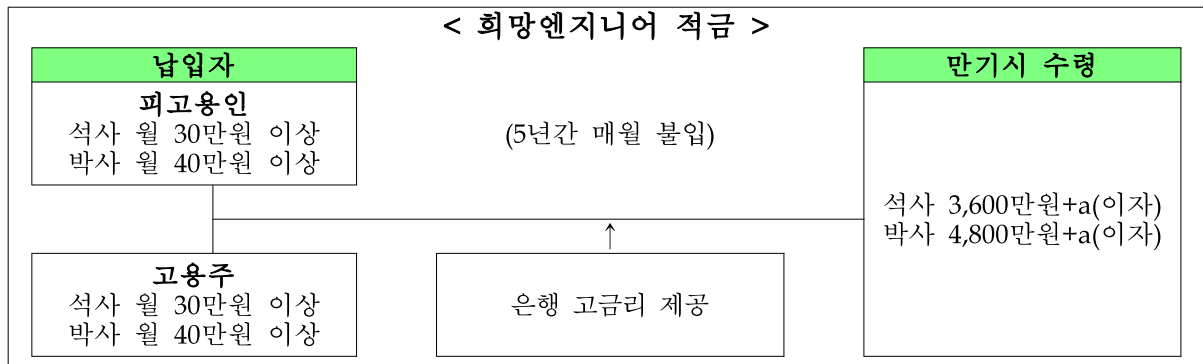 < 희망엔지니어 적금 >
납입자
피고용인
석사 월 30만원 이상
박사 월 40만원 이상
(5년간 매월 불입)
만기시 수령
석사 3,600만원+a(이자)
박사 4,800만원+a(이자)
고용주
석사 월 30만원 이상
박사 월 40만원 이상
은행 고금리 제공